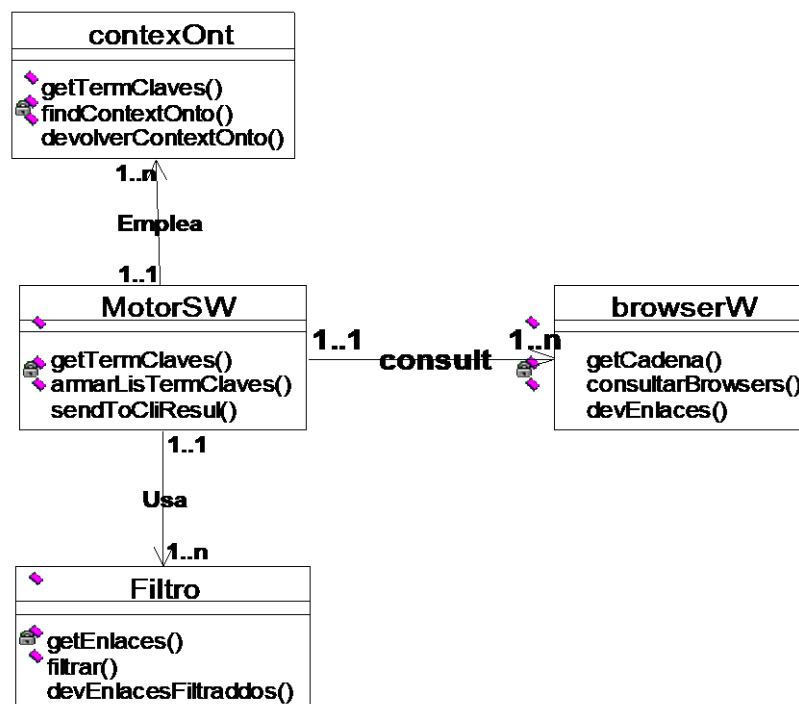 contexOnt
getTermClaves()
findContextOnto()
devolverContextOnto()
1..n
Emplea
1..1
MotorSW
getTermClaves()
armarLisTermClaves()
sendToCliResul()
1..1
consult
1..n
browserW
getCadena()
consultarBrowsers()
devEnlaces()
1..1
Usa
1..n
Filtro
getEnlaces()
filtrar()
devEnlacesFiltraddos()